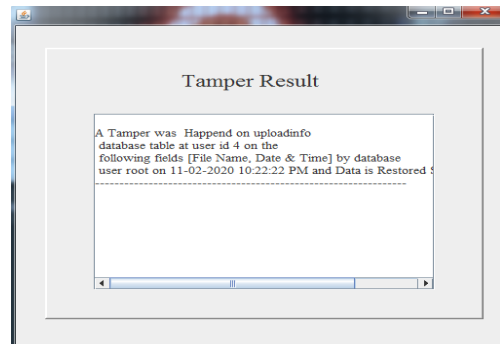 Tamper Result
A Tamper was Happend on uploadinfo
database table at user id 4 on the
following fields [File Name, Date & Time] by database
user root on 11-02-2020 10:22:22 PM and Data is Restored
--------------------------------------------------------------------------------